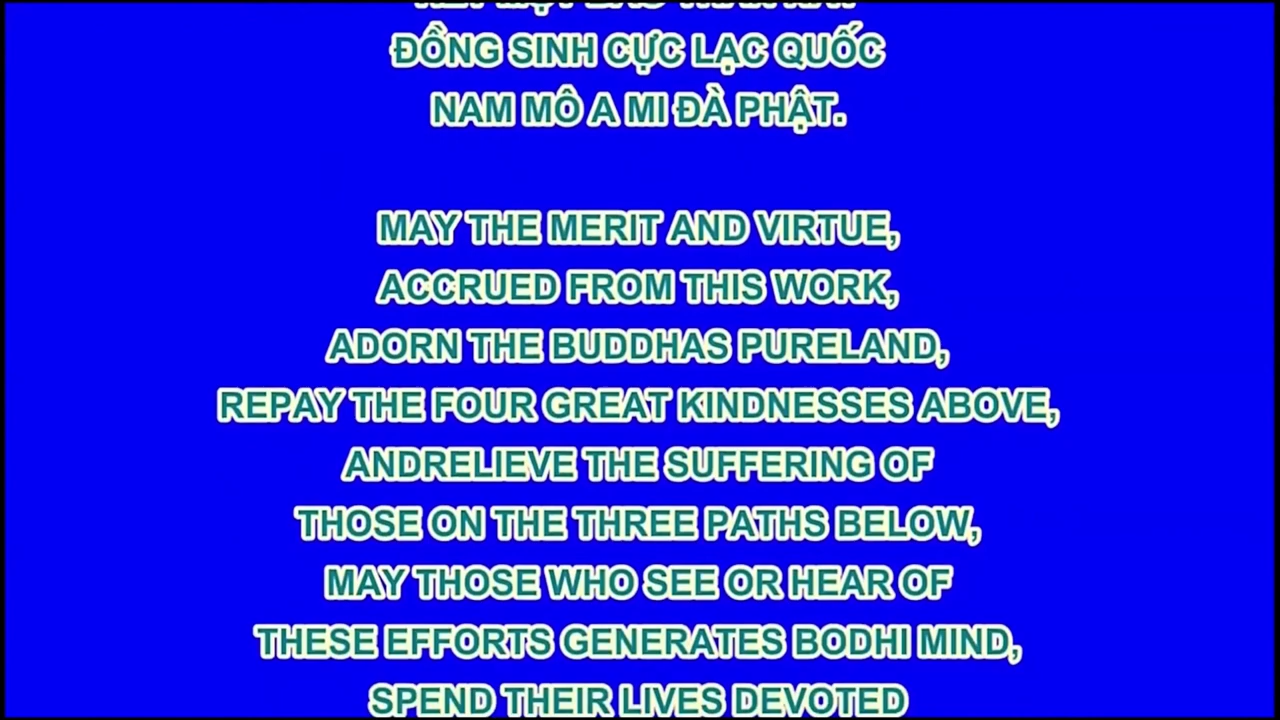 ĐỒNG SINH CỰC LẠC QUỐC
NAM MÔ A MI ĐÀ PHẬT.
MAY THE MERIT AND VIRTUE,
ACCRUED FROM THIS WORK,
ADORN THE BUDDHAS PURELAND,
REPAY THE FOUR GREAT KINDNESSES ABOVE,
ANDRELIEVE THE SUFFERING OF
THOSE ON THE THREE PATHS BELOW,
MAY THOSE WHO SEE OR HEAR OF
THESE EFFORTS GENERATES BODHI MIND,
SPEND THEIR LIVES DEVOTED